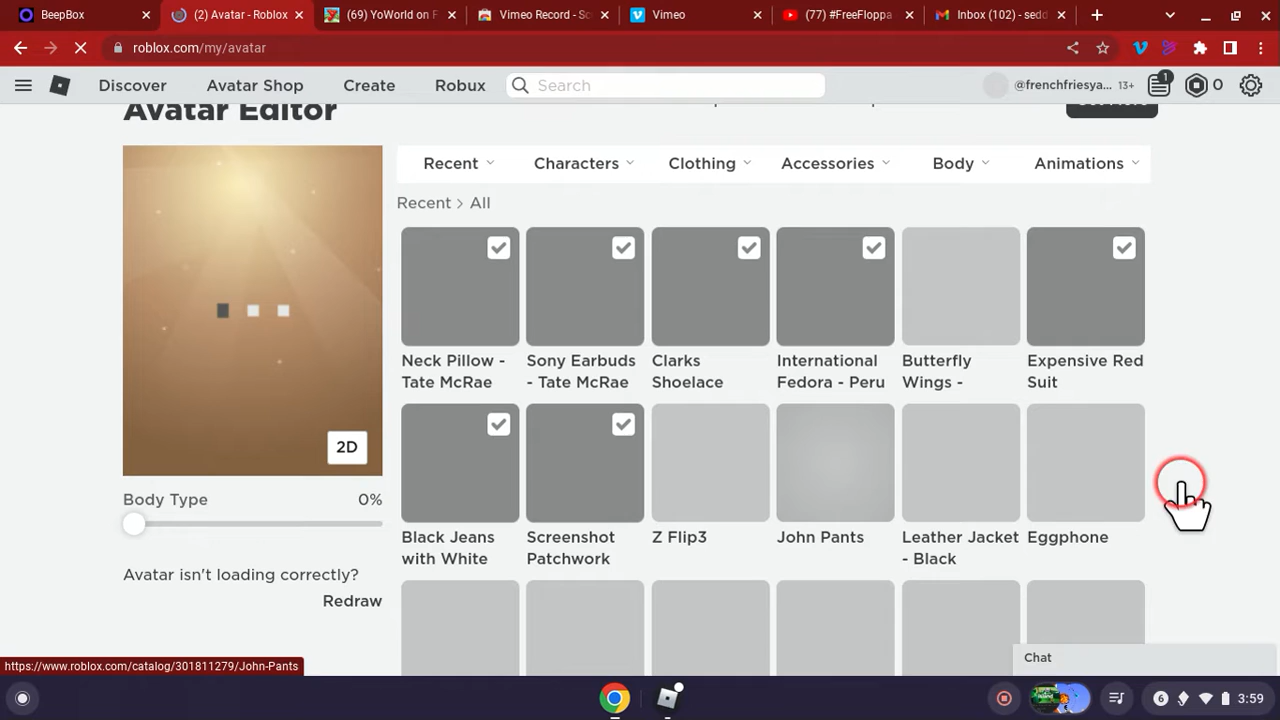 BeepBox
(2) Avatar - Roblox
(69) YoWorld on F
Vimeo Record - Sc
Vimeo
(77) #FreeFloppa
Inbox (102) - sedd
roblox.com/my/avatar
Discover
Avatar Shop
Create
Robux
Search
@frenchfriesya...
13+
1
0
Avatar Editor
Recent
Characters
Clothing
Accessories
Body
Animations
Recent > All
Neck Pillow -
Tate McRae
Sony Earbuds
- Tate McRae
Clarks
Shoelace
International
Fedora - Peru
Butterfly
Wings -
Expensive Red
Suit
2D
Body Type
0%
Black Jeans
with White
Screenshot
Patchwork
Z Flip3
John Pants
Leather Jacket
- Black
Eggphone
Avatar isn't loading correctly?
Redraw
Chat
https://www.roblox.com/catalog/301811279/John-Pants
6
3:59